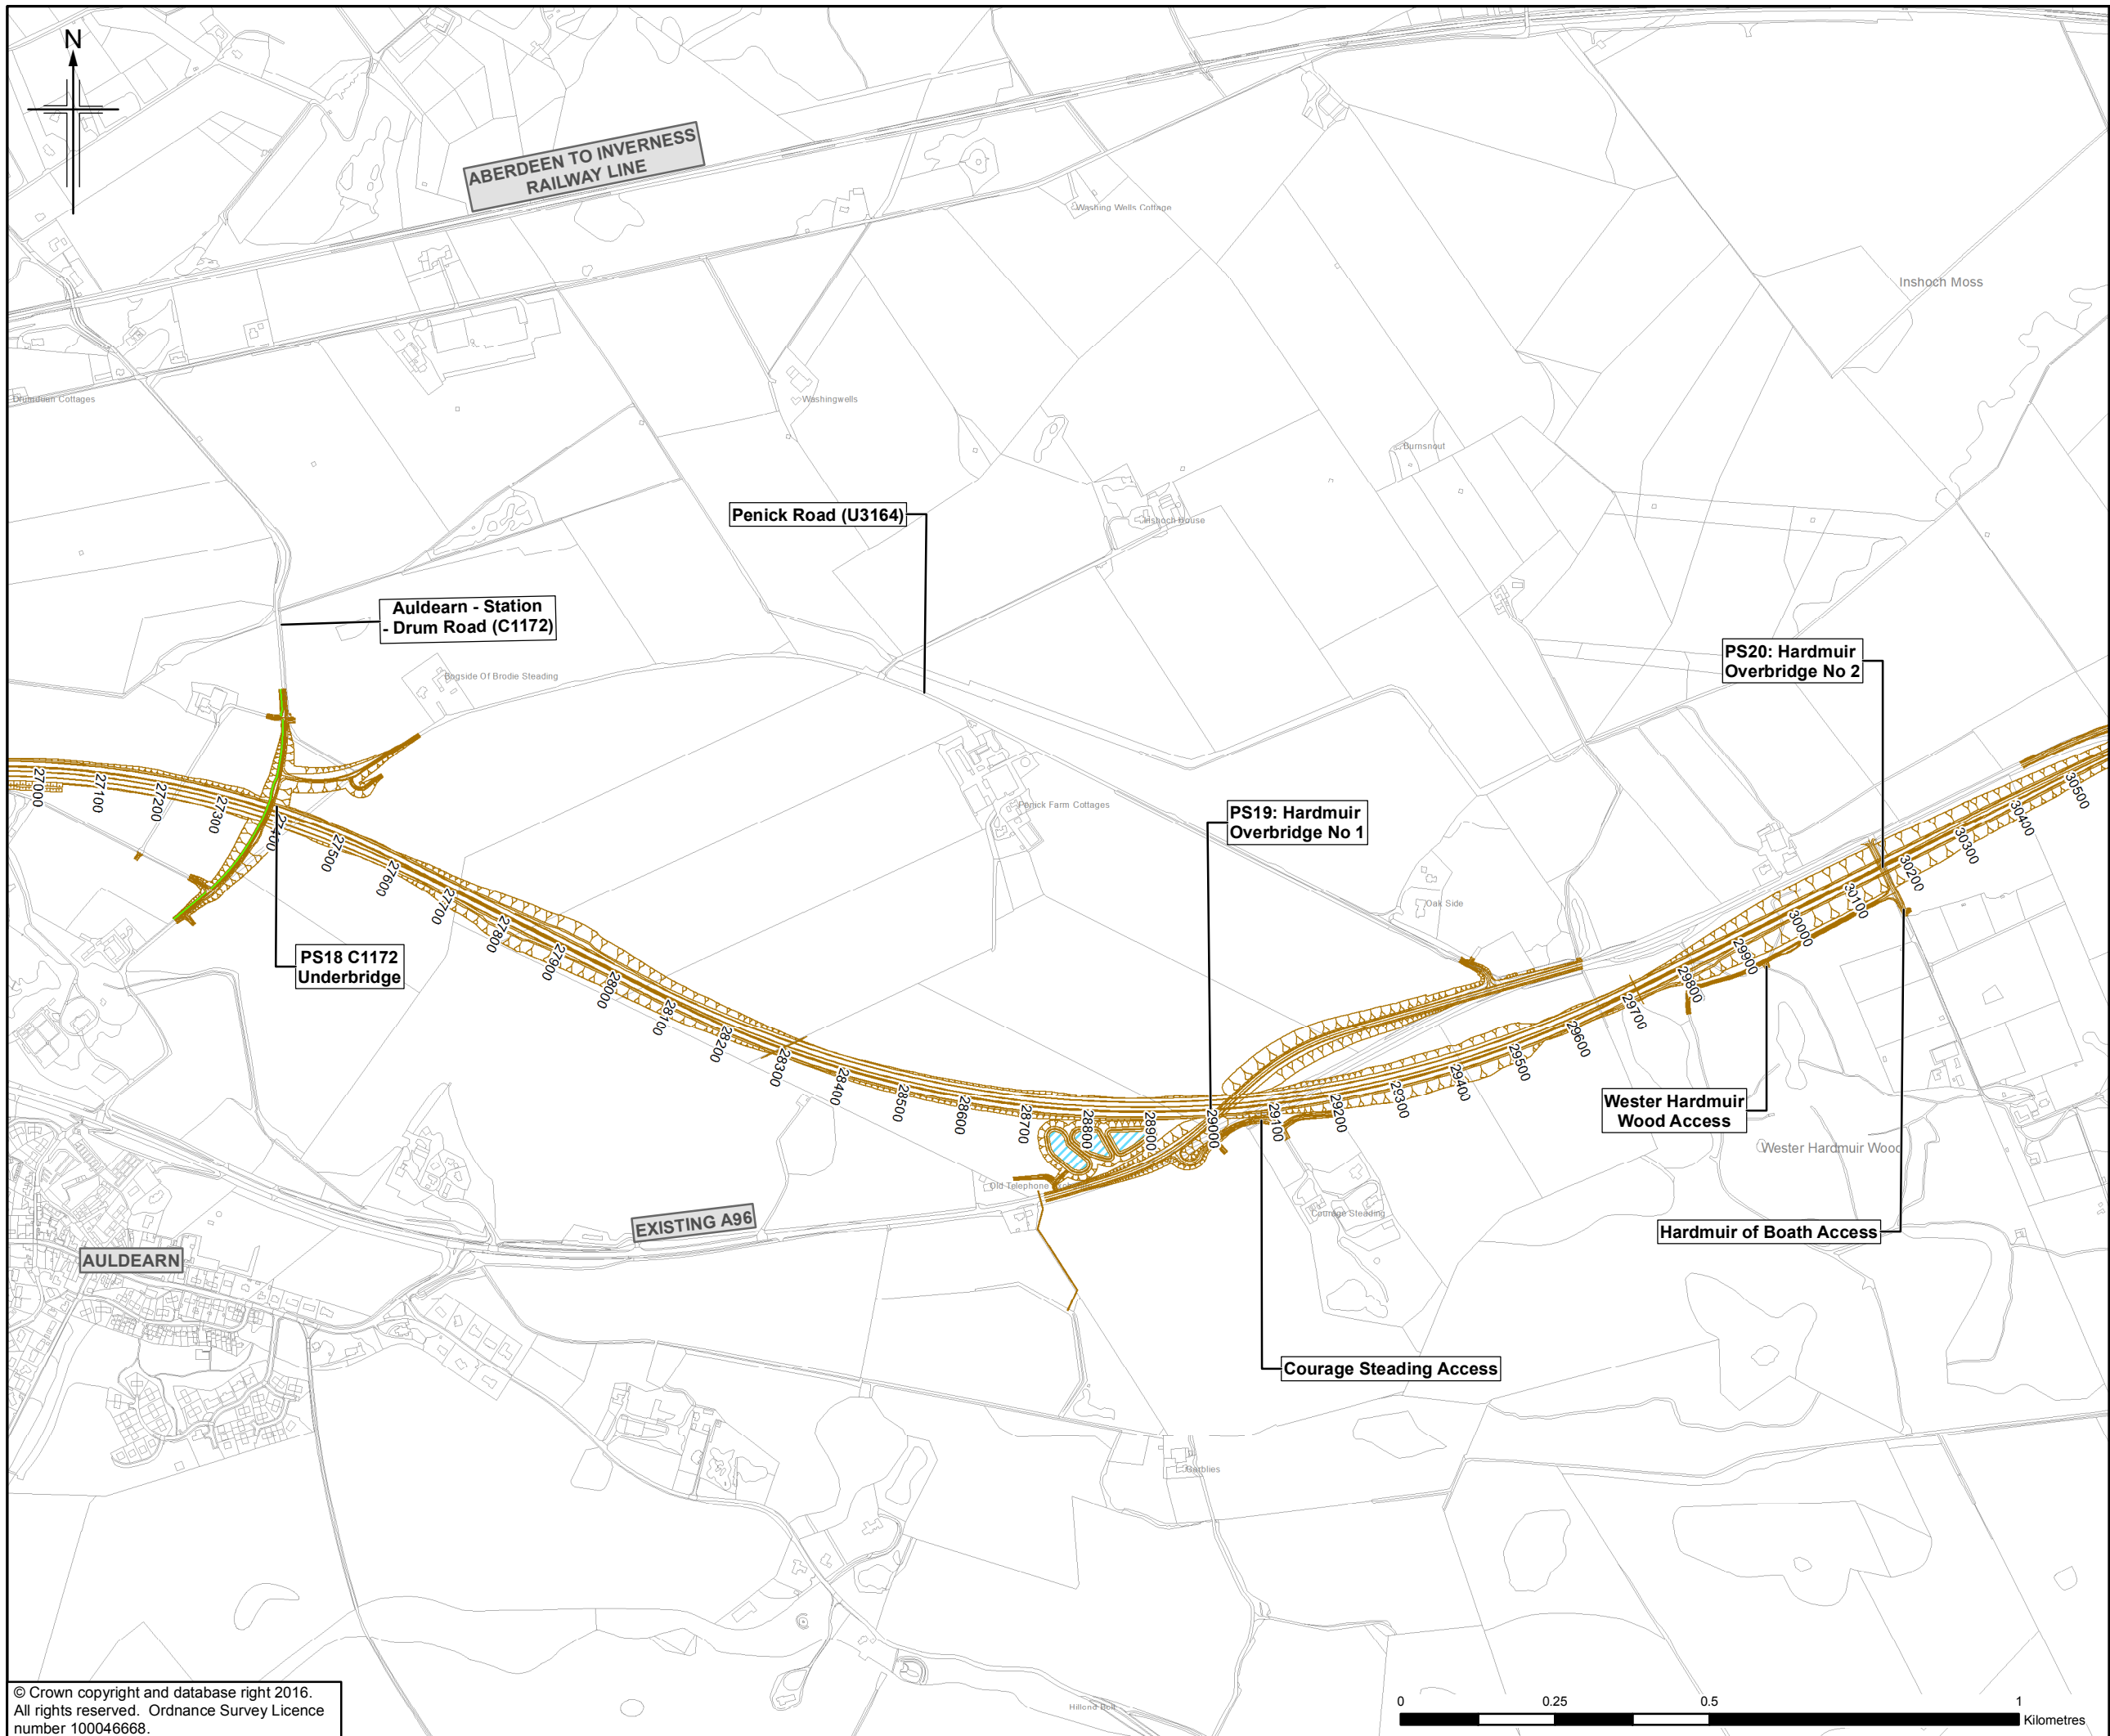 N
ABERDEEN TO INVERNESS
RAILWAY LINE
Washing Wells Cottage
Inshoch Moss
Drumdean Cottages
Washingwells
Burnsnout
Penick Road (U3164)
Inshoch House
Auldearn - Station
- Drum Road (C1172)
PS20: Hardmuir
Overbridge No 2
Bogside Of Brodie Steading
PS19: Hardmuir
Overbridge No 1
Penick Farm Cottages
Oak Side
PS18 C1172
Underbridge
27000
27100
27200
27300
27400
27500
27600
27700
27800
27900
28000
28100
28200
28300
28400
28500
28600
28700
28800
28900
29000
29100
29200
29300
29400
29500
29600
29700
29800
29900
30000
30100
30200
30300
30400
30500
Wester Hardmuir
Wood Access
Wester Hardmuir Wood
Old Telephone
Courage Steading
EXISTING A96
Hardmuir of Boath Access
AULDEARN
Courage Steading Access
Garblies
Hillend Belt
© Crown copyright and database right 2016.
All rights reserved. Ordnance Survey Licence
number 100046668.
0 0.25 0.5 1
Kilometres